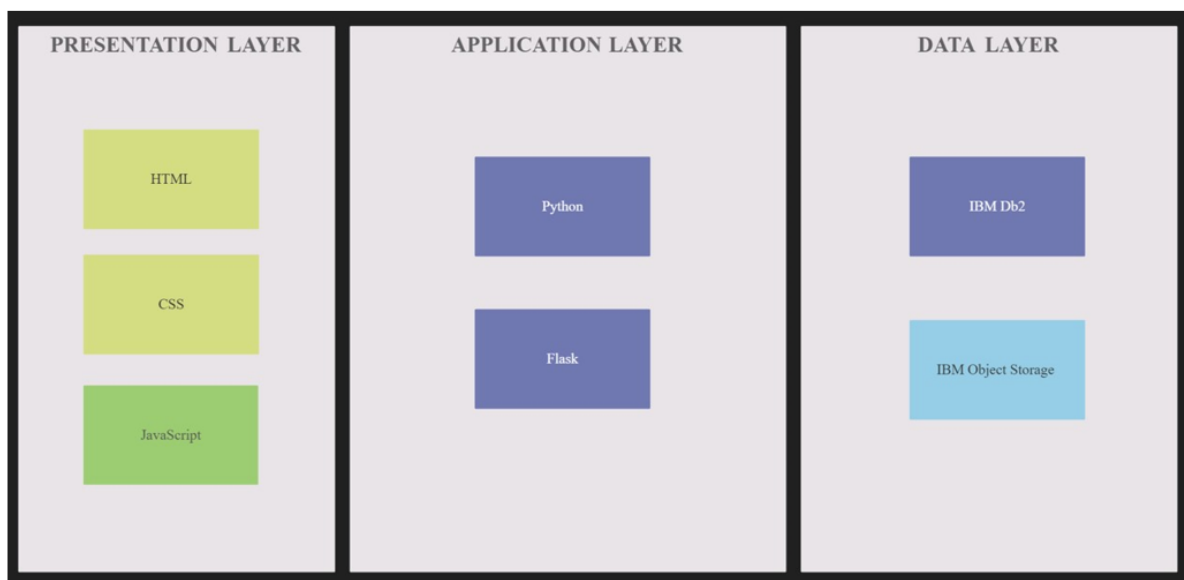 PRESENTATION LAYER
HTML
CSS
JavaScript
APPLICATION LAYER
Python
Flask
DATA LAYER
IBM Db2
IBM Object Storage